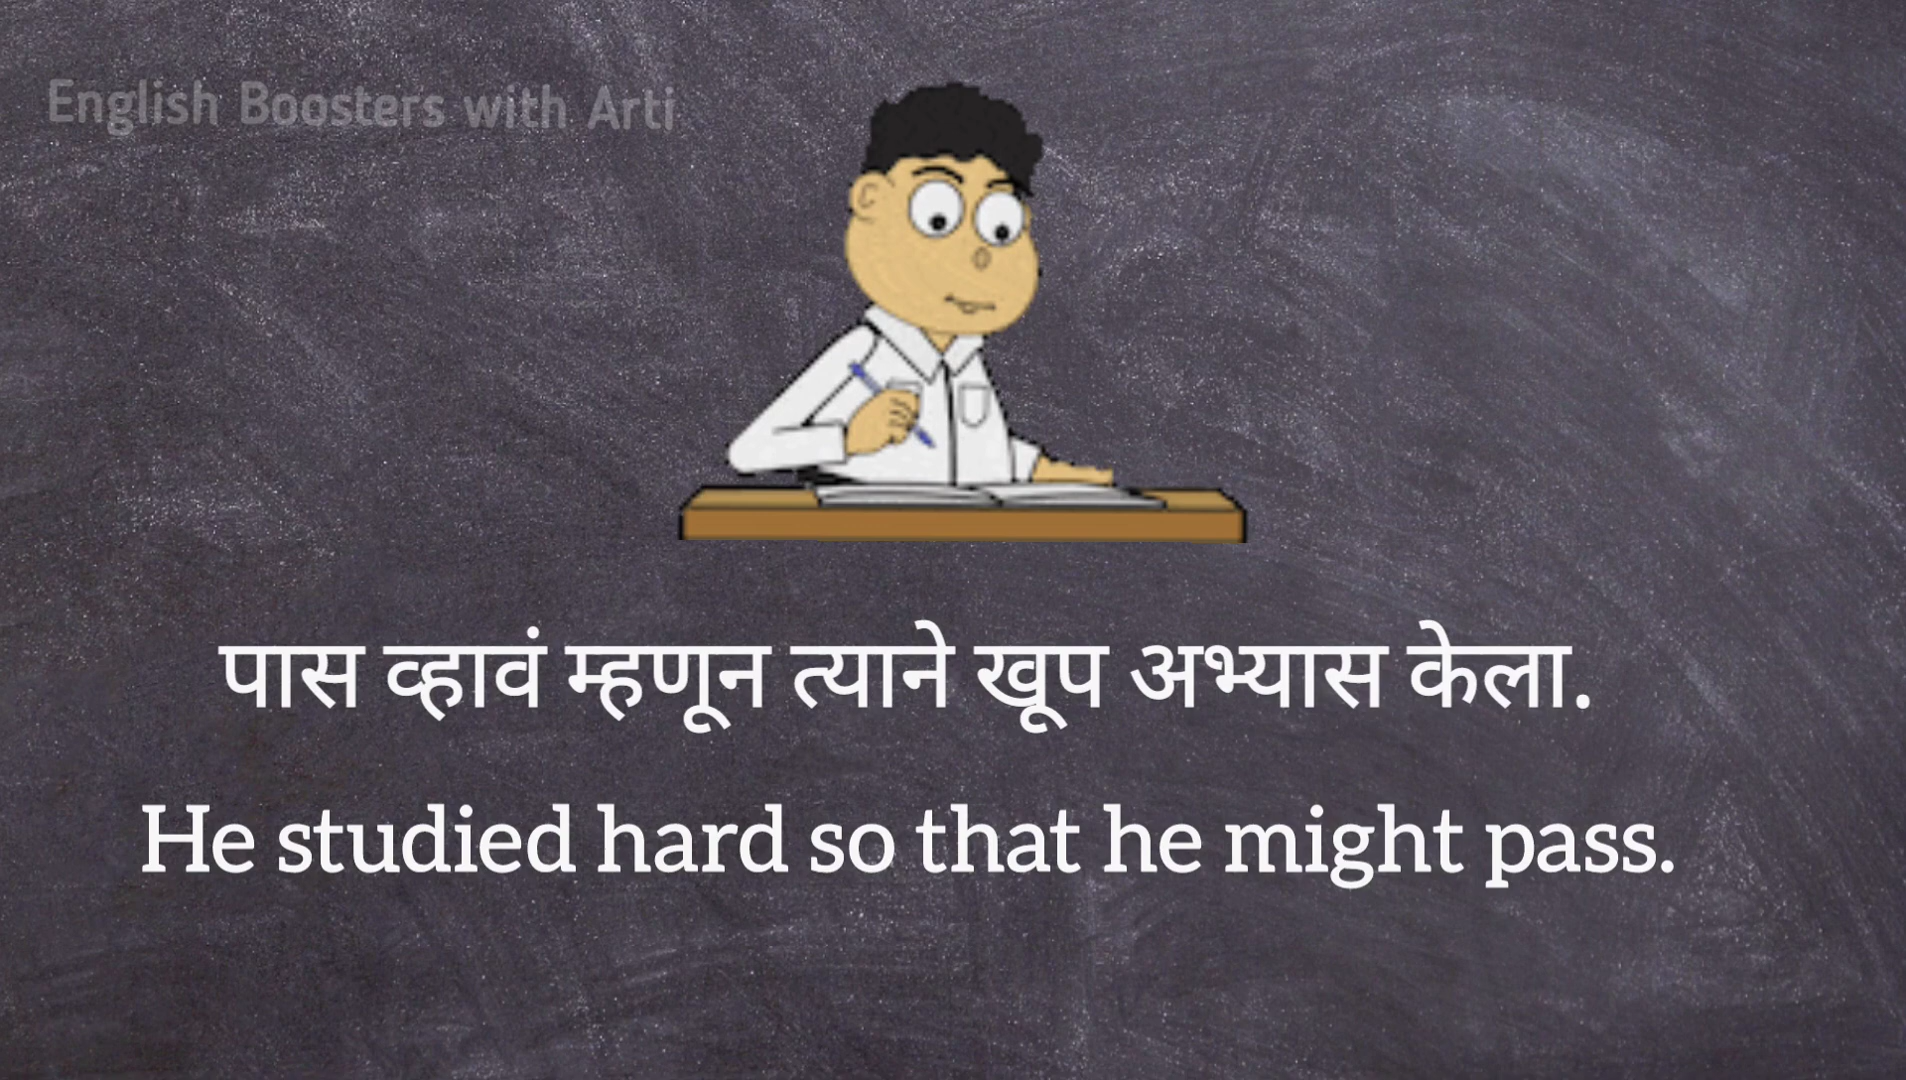 English Boosters with Arti
पास व्हावं म्हणून त्याने खूप अभ्यास केला.
He studied hard so that he might pass.